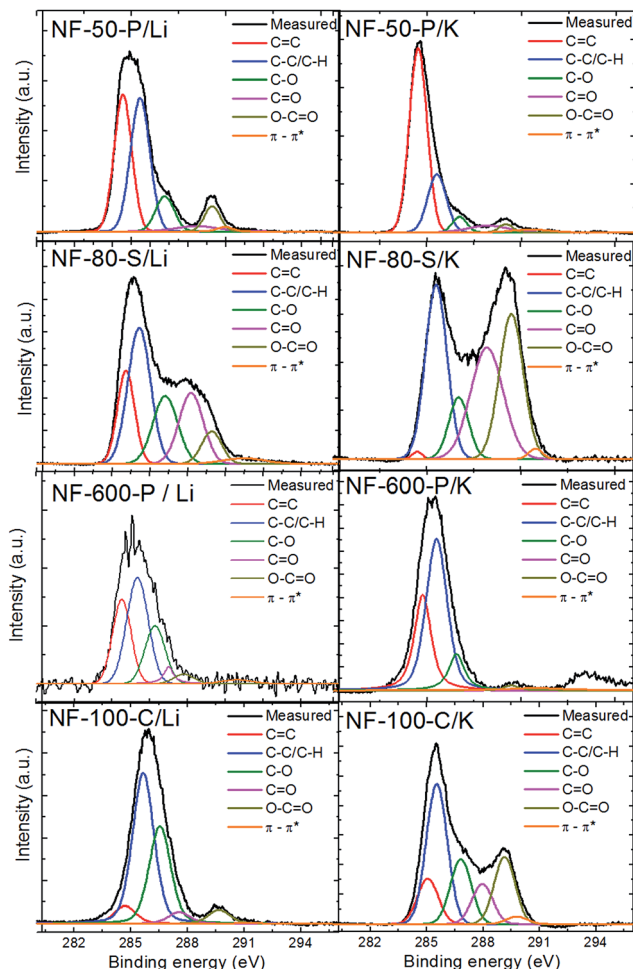 NF-50-P/Li
Measured
C=C
C-C/C-H
C-O
C=O
O-C=O
π - π*
Intensity (a.u.)
NF-50-P/K
Measured
C=C
C-C/C-H
C-O
C=O
O-C=O
π - π*
NF-80-S/Li
Measured
C=C
C-C/C-H
C-O
C=O
O-C=O
π - π*
Intensity (a.u.)
NF-80-S/K
Measured
C=C
C-C/C-H
C-O
C=O
O-C=O
π - π*
NF-600-P / Li
Measured
C=C
C-C/C-H
C-O
C=O
O-C=O
π - π*
Intensity (a.u.)
NF-600-P/K
Measured
C=C
C-C/C-H
C-O
C=O
O-C=O
π - π*
NF-100-C/Li
Measured
C=C
C-C/C-H
C-O
C=O
O-C=O
π - π*
Intensity (a.u.)
NF-100-C/K
Measured
C=C
C-C/C-H
C-O
C=O
O-C=O
π - π*
282 285 288 291 294
282 285 288 291 294
Binding energy (eV)
Binding energy (eV)